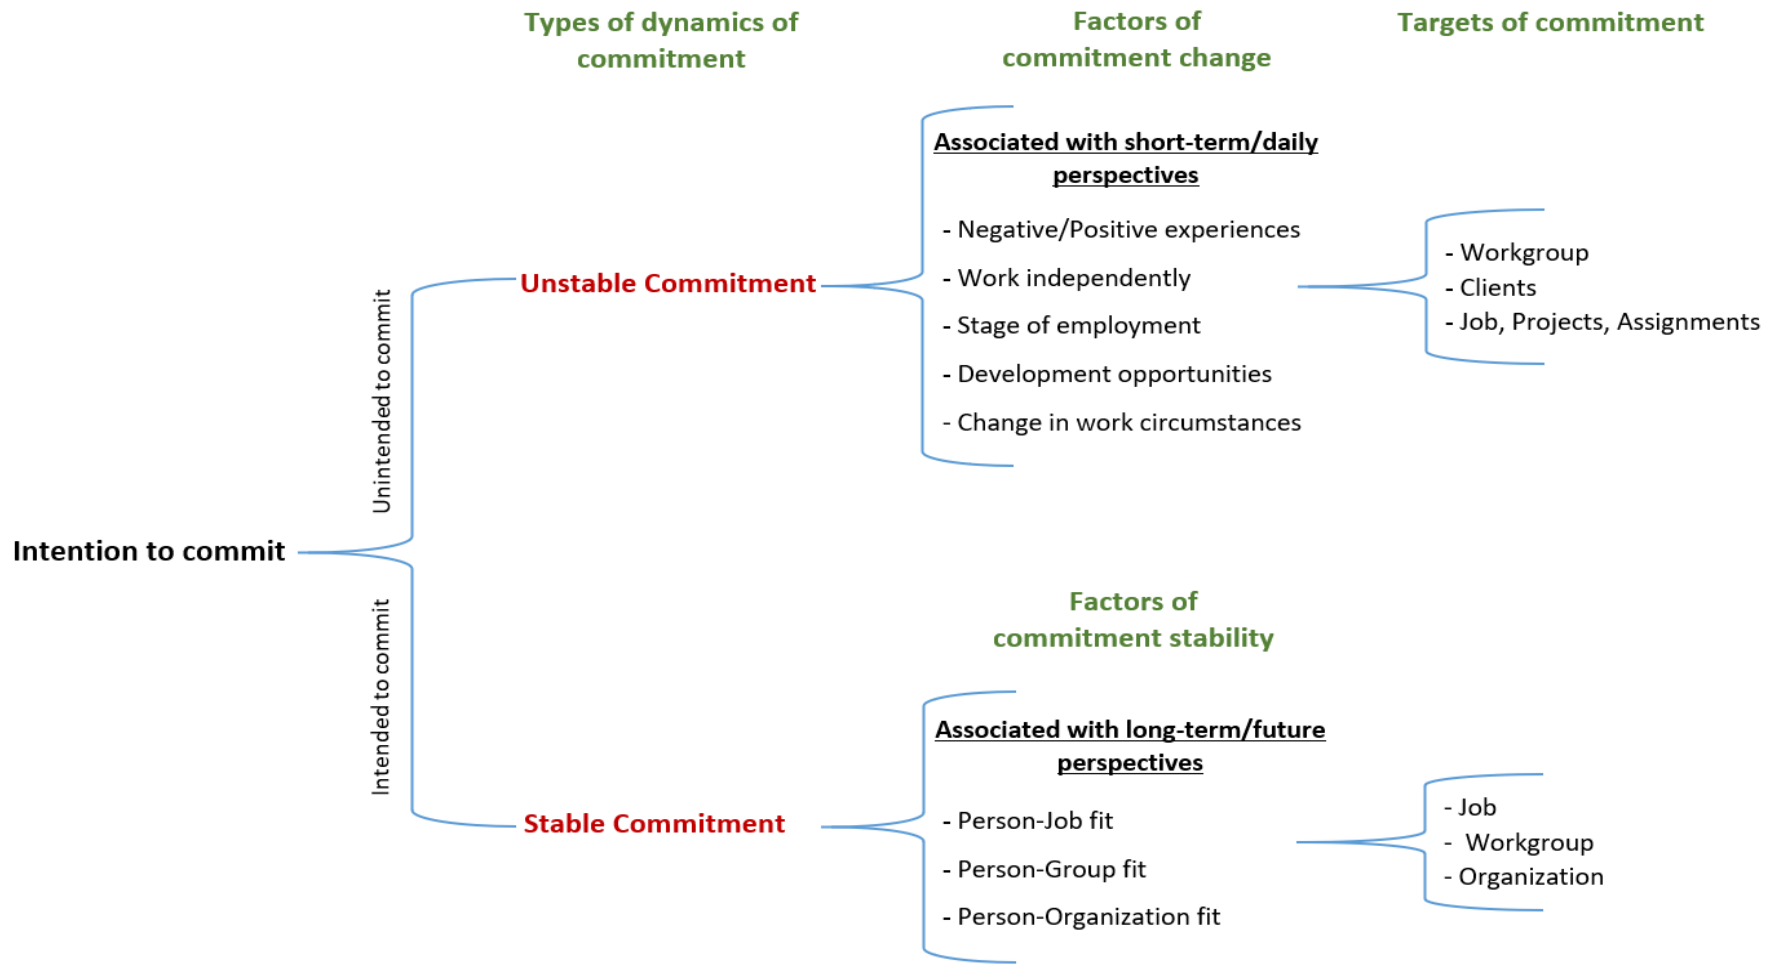 Types of dynamics of
commitment
Factors of
commitment change
Targets of commitment
Associated with short-term/daily
perspectives
- Negative/Positive experiences
- Work independently
- Stage of employment
- Development opportunities
- Change in work circumstances
- Workgroup
- Clients
- Job, Projects, Assignments
Unstable Commitment
Unintended to commit
Intention to commit
Intended to commit
Factors of
commitment stability
Stable Commitment
Associated with long-term/future
perspectives
- Person-Job fit
- Person-Group fit
- Person-Organization fit
- Job
- Workgroup
- Organization